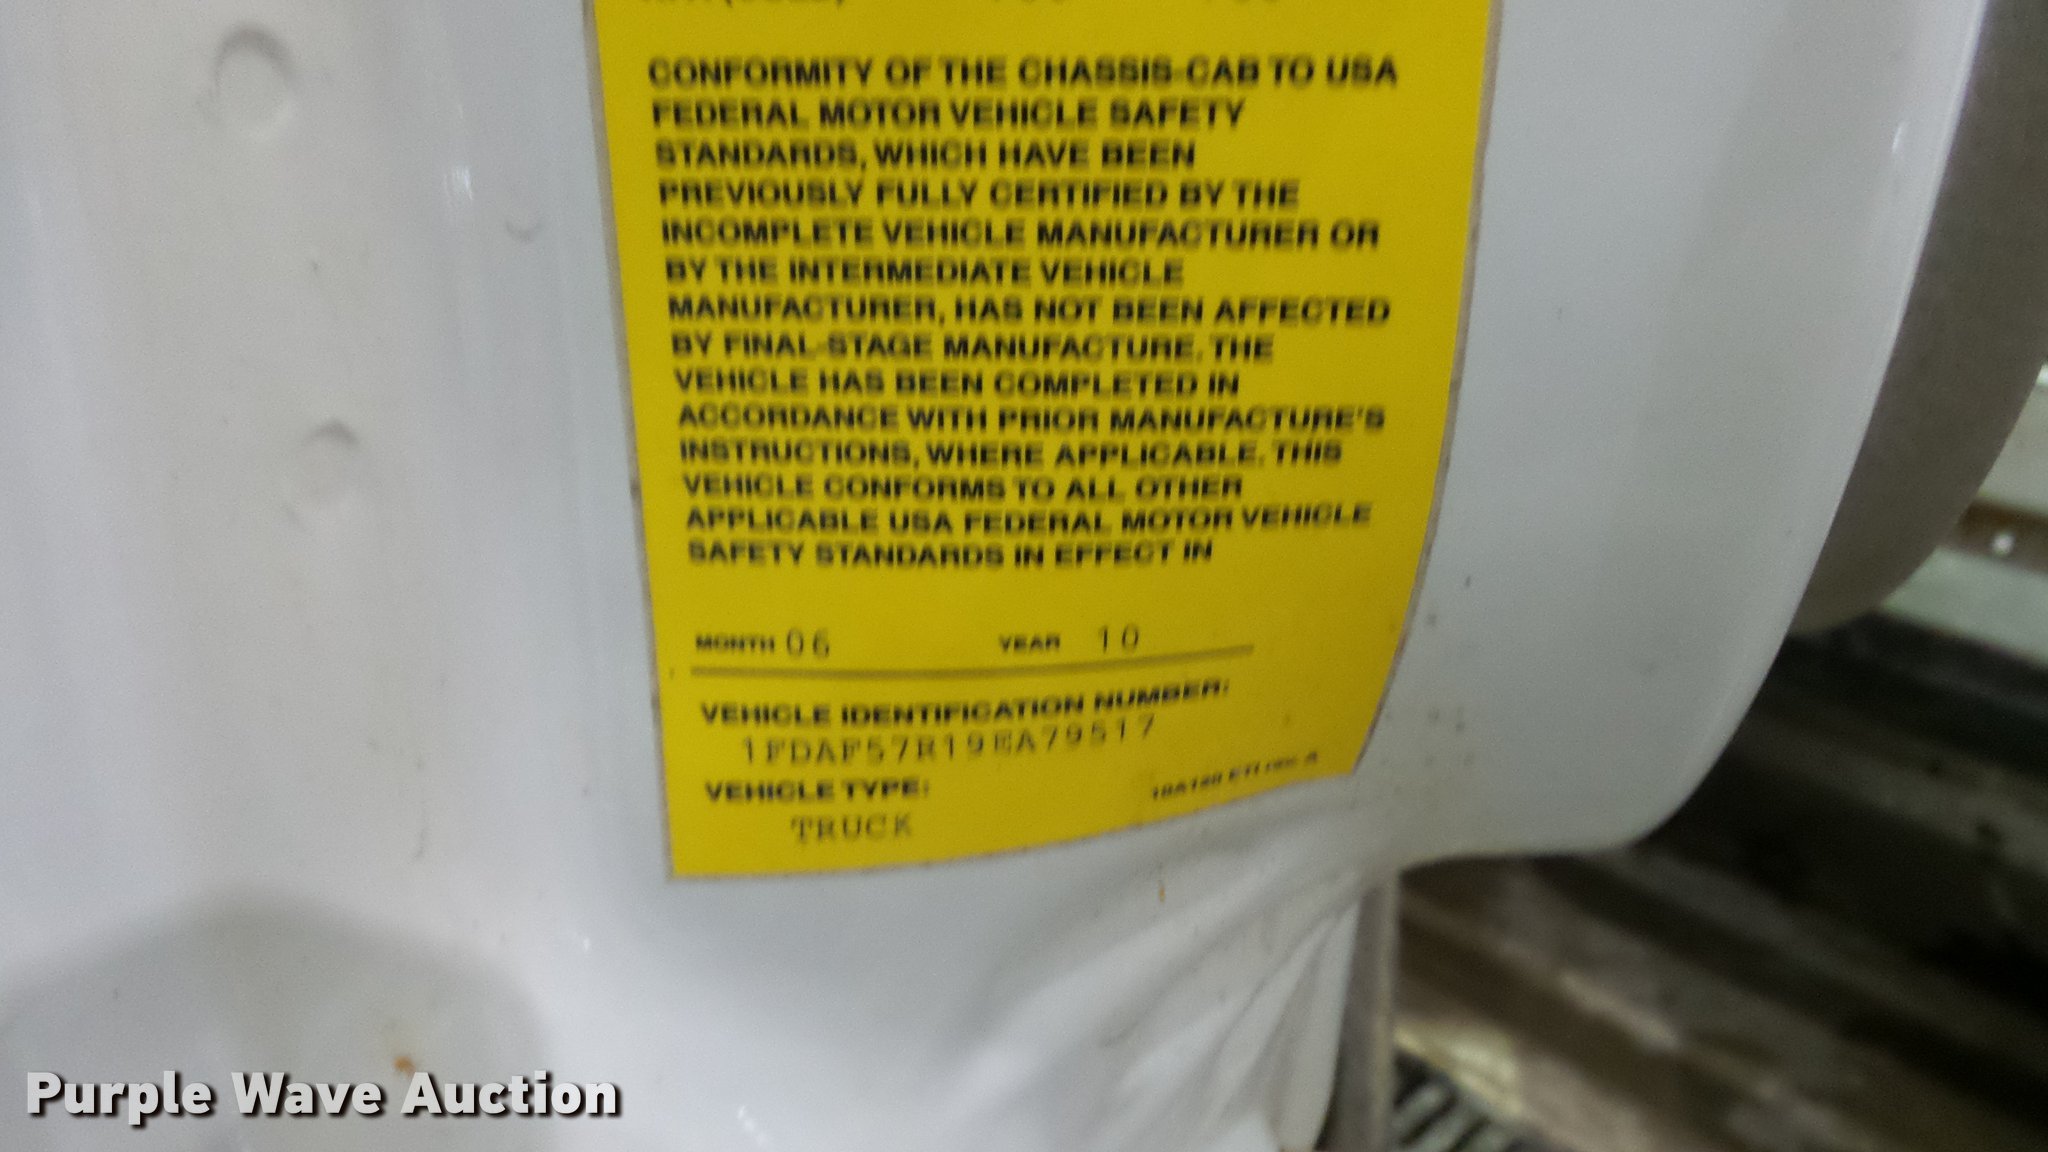 CONFORMITY OF THE CHASSIS-CAB TO USA
FEDERAL MOTOR VEHICLE SAFETY
STANDARDS, WHICH HAVE BEEN
PREVIOUSLY FULLY CERTIFIED BY THE
INCOMPLETE VEHICLE MANUFACTURER OR
BY THE INTERMEDIATE VEHICLE
MANUFACTURER, HAS NOT BEEN AFFECTED
BY FINAL-STAGE MANUFACTURE. THE
VEHICLE HAS BEEN COMPLETED IN
ACCORDANCE WITH PRIOR MANUFACTURE'S
INSTRUCTIONS, WHERE APPLICABLE. THIS
VEHICLE CONFORMS TO ALL OTHER
APPLICABLE USA FEDERAL MOTOR VEHICLE
SAFETY STANDARDS IN EFFECT IN
MONTH 06 YEAR 10
VEHICLE IDENTIFICATION NUMBER:
1FDAF57R19EA79517
VEHICLE TYPE:
TRUCK
Purple Wave Auction